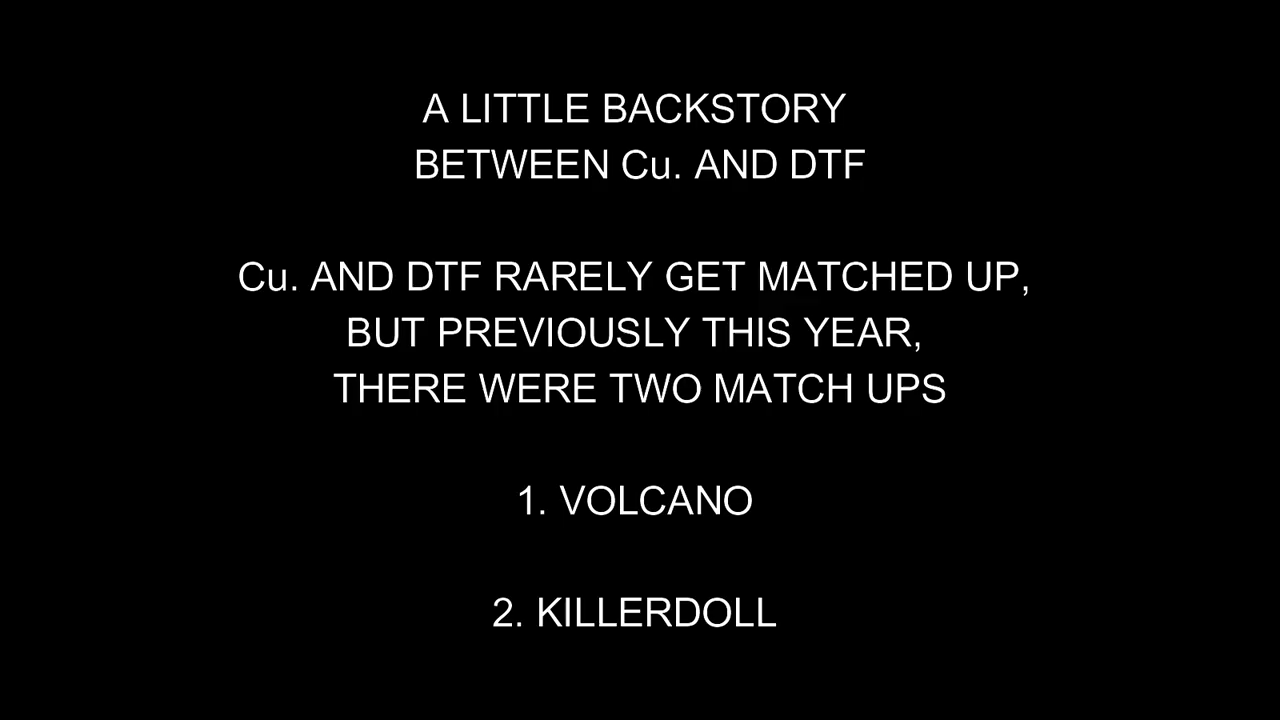 A LITTLE BACKSTORY
BETWEEN Cu. AND DTF
Cu. AND DTF RARELY GET MATCHED UP,
BUT PREVIOUSLY THIS YEAR,
THERE WERE TWO MATCH UPS
1. VOLCANO
2. KILLERDOLL